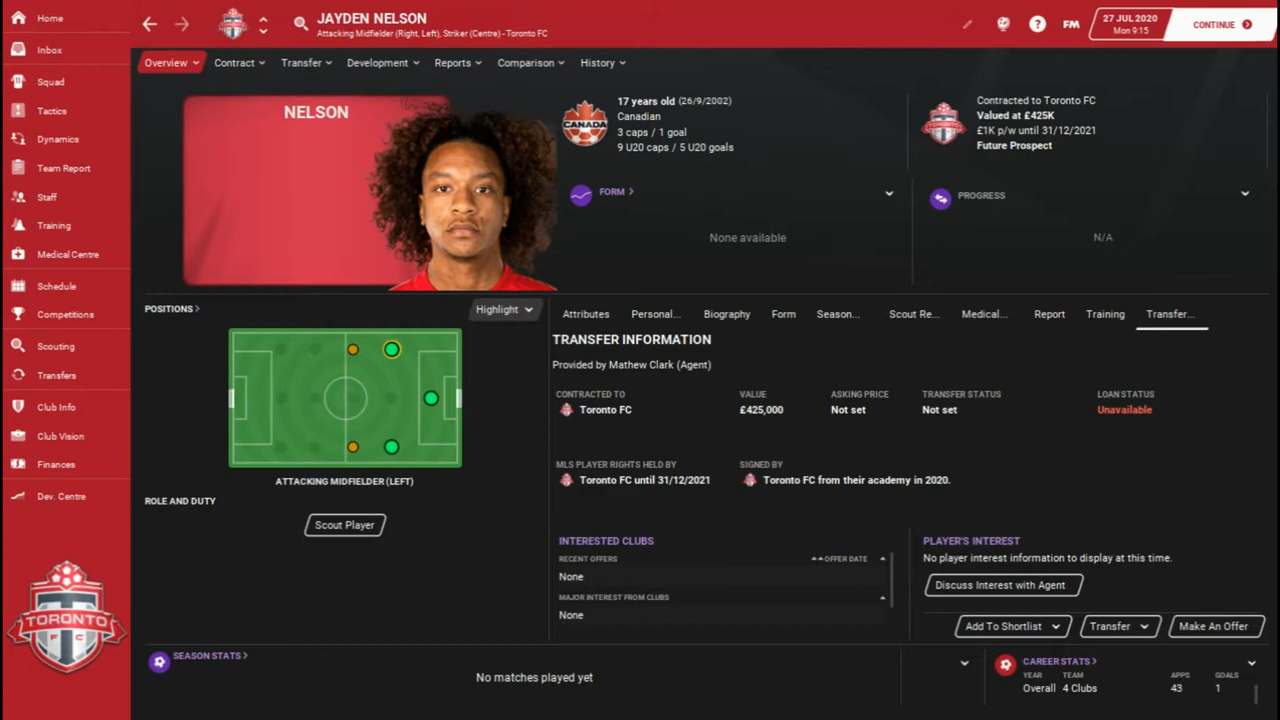 Home
Inbox
Squad
Tactics
Dynamics
Team Report
Staff
Training
Medical Centre
Schedule
Competitions
Scouting
Transfers
Club Info
Club Vision
Finances
Dev. Centre
TORONTO
F C
JAYDEN NELSON
Attacking Midfielder (Right, Left), Striker (Centre) - Toronto FC
?
FM
27 JUL 2020
Mon 9:15
CONTINUE
Overview
Contract
Transfer
Development
Reports
Comparison
History
NELSON
CANADA
17 years old (26/9/2002)
Canadian
3 caps / 1 goal
9 U20 caps / 5 U20 goals
TORONTO
Contracted to Toronto FC
Valued at £425K
£1K p/w until 31/12/2021
Future Prospect
FORM
None available
PROGRESS
N/A
POSITIONS
Highlight
ATTACKING MIDFIELDER (LEFT)
ROLE AND DUTY
Scout Player
Attributes
Personal...
Biography
Form
Season...
Scout Re...
Medical...
Report
Training
Transfer...
TRANSFER INFORMATION
Provided by Mathew Clark (Agent)
CONTRACTED TO
Toronto FC
VALUE
£425,000
ASKING PRICE
Not set
TRANSFER STATUS
Not set
LOAN STATUS
Unavailable
MLS PLAYER RIGHTS HELD BY
Toronto FC until 31/12/2021
SIGNED BY
Toronto FC from their academy in 2020.
INTERESTED CLUBS
RECENT OFFERS
OFFER DATE
None
MAJOR INTEREST FROM CLUBS
None
PLAYER'S INTEREST
No player interest information to display at this time.
Discuss Interest with Agent
Add To Shortlist
Transfer
Make An Offer
SEASON STATS
No matches played yet
CAREER STATS
YEAR TEAM APPS GOALS
Overall 4 Clubs 43 1